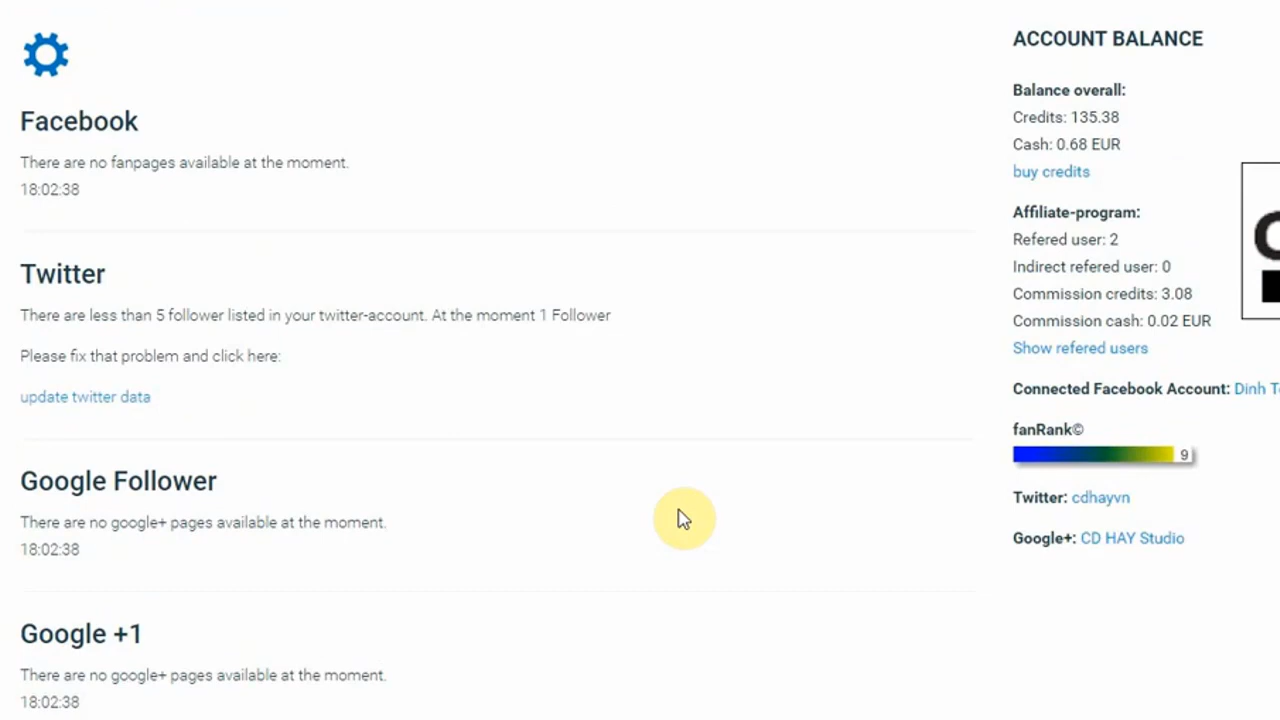 Facebook
There are no fanpages available at the moment.
18:02:38
Twitter
There are less than 5 follower listed in your twitter-account. At the moment 1 Follower
Please fix that problem and click here:
update twitter data
Google Follower
There are no google+ pages available at the moment.
18:02:38
Google +1
There are no google+ pages available at the moment.
18:02:38
ACCOUNT BALANCE
Balance overall:
Credits: 135.38
Cash: 0.68 EUR
buy credits
Affiliate-program:
Refered user: 2
Indirect refered user: 0
Commission credits: 3.08
Commission cash: 0.02 EUR
Show refered users
Connected Facebook Account: Dinh
fanRank©
9
Twitter: cdhayvn
Google+: CD HAY Studio